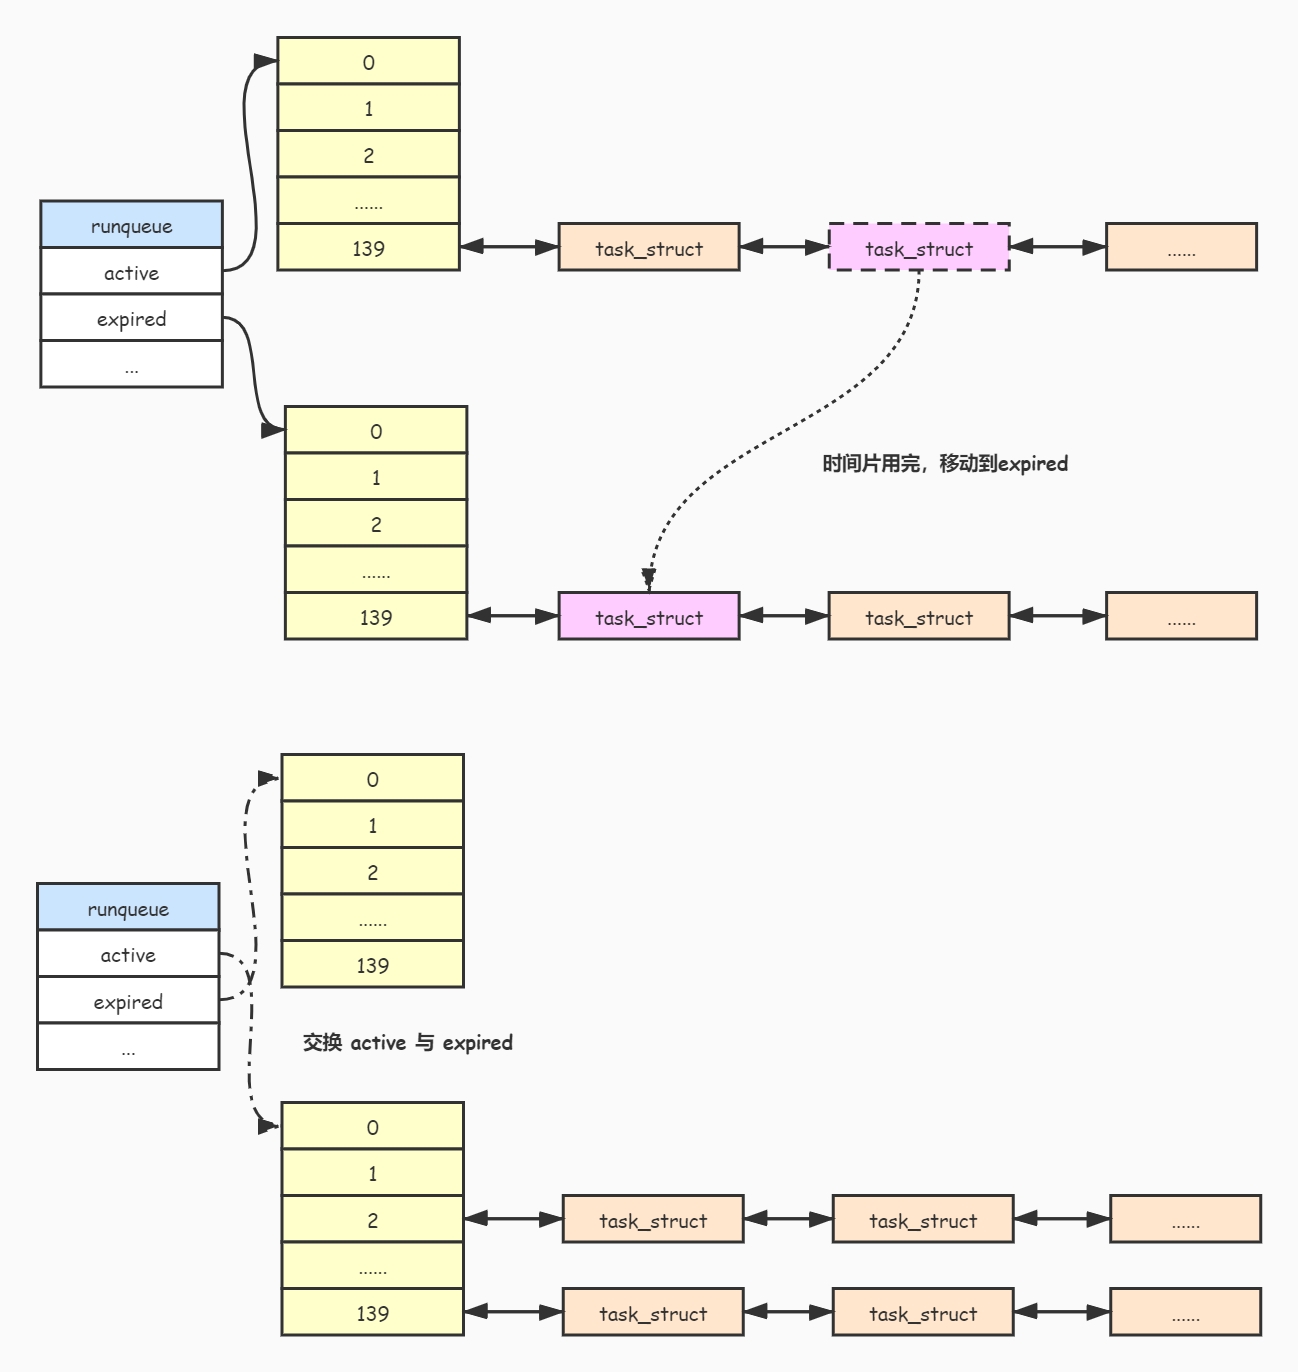 0
1
2
......
139
task_struct
task_struct
......
runqueue
active
expired
...
时间片用完，移动到expired
0
1
2
......
139
task_struct
task_struct
......
0
1
2
......
139
runqueue
active
expired
...
交换 active 与 expired
0
1
2
task_struct
task_struct
......
......
139
task_struct
task_struct
......